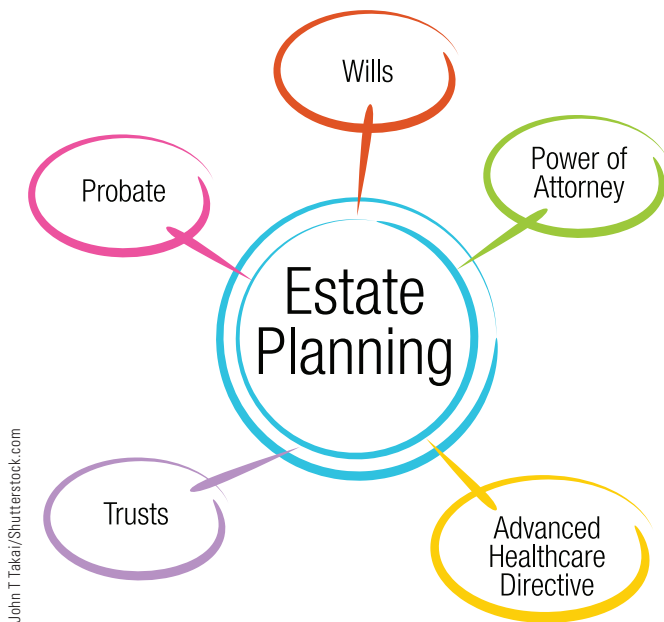 Wills
Power of
Attorney
Probate
Estate
Planning
Trusts
Advanced
Healthcare
Directive
John T Takai/Shutterstock.com